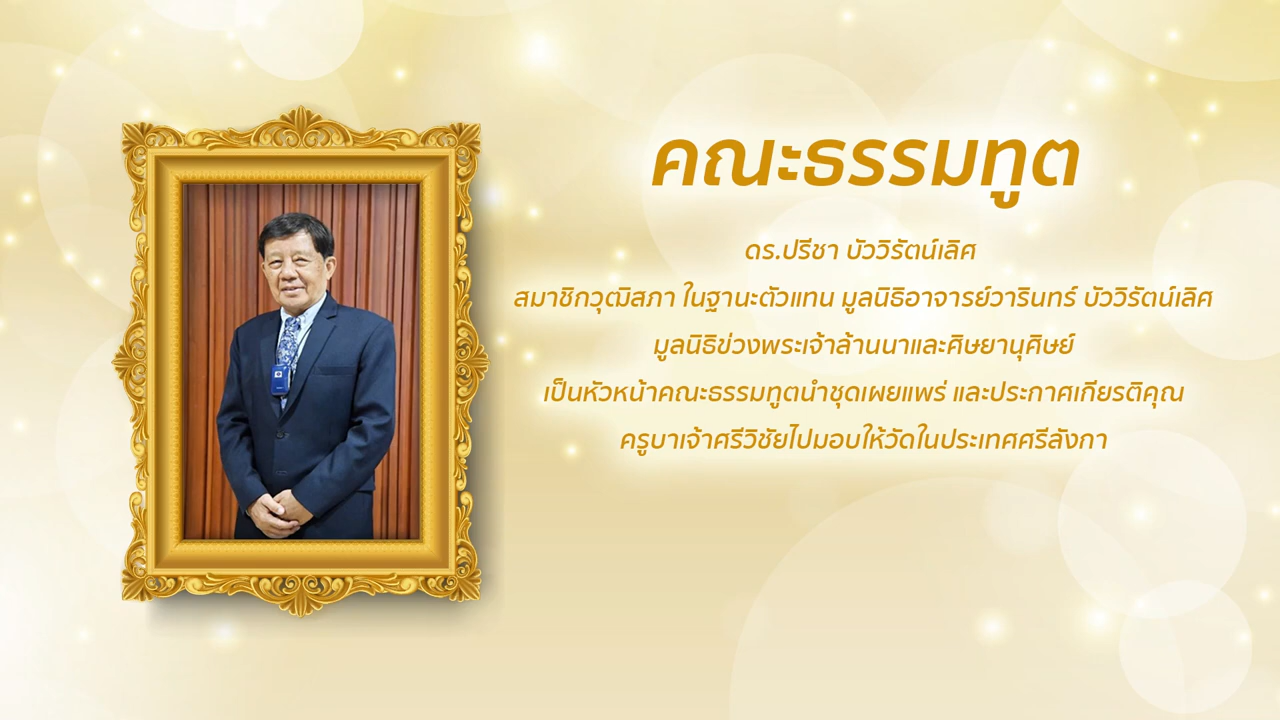 คณะธรรมทูต
ดร.ปรีชา บัววิรัตน์เลิศ
สมาชิกวุฒิสภา ในฐานะตัวแทน มูลนิธิอาจารย์วารินทร์ บัววิรัตน์เลิศ
มูลนิธิข่วงพระเจ้าล้านนาและศิษยานุศิษย์
เป็นหัวหน้าคณะธรรมทูตนำชุดเผยแพร่ และประกาศเกียรติคุณ
ครูบาเจ้าศรีวิชัยไปมอบให้วัดในประเทศศรีลังกา